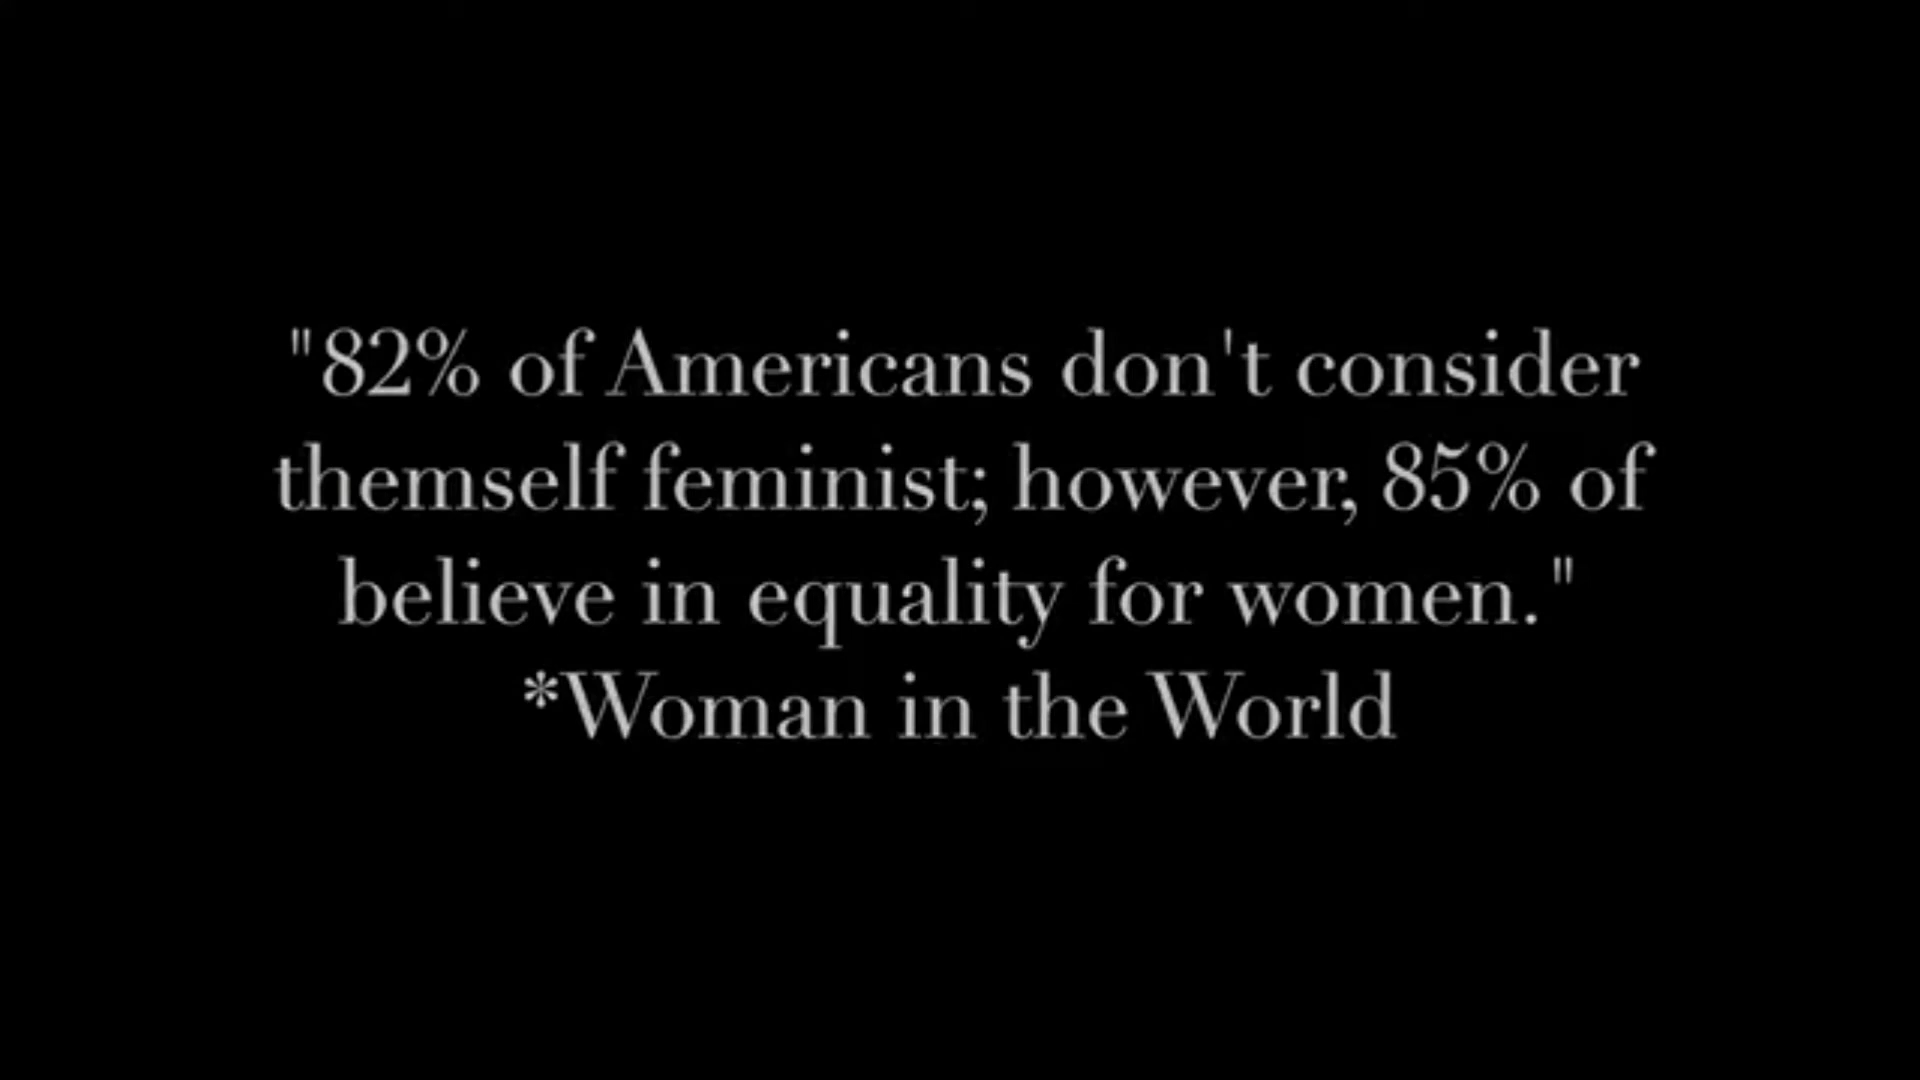 "82% of Americans don't consider
themself feminist; however, 85% of
believe in equality for women."
*Woman in the World